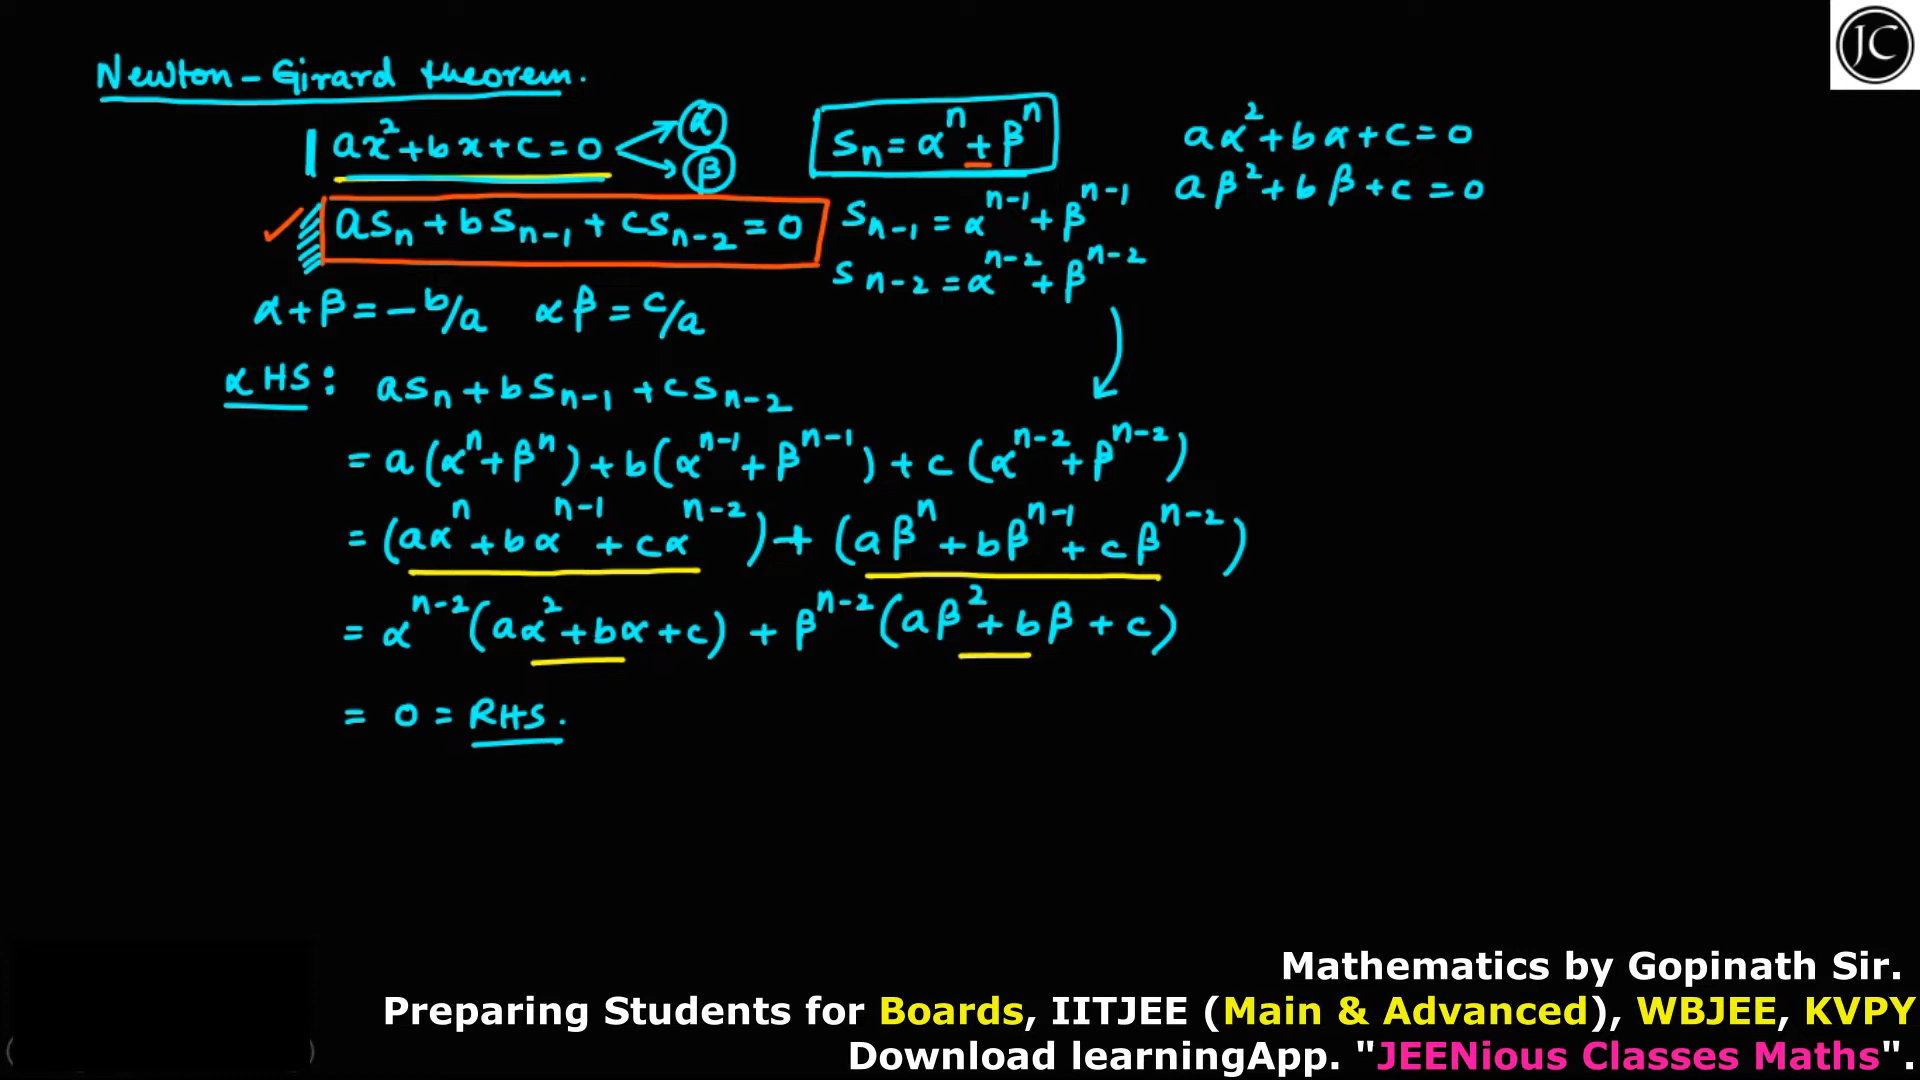 JC
Newton-Girard theorem.
ax²+bx+c=0 α β
Sₙ = αⁿ+βⁿ
aα²+bα+c=0
aβ²+bβ+c=0
aSₙ+bSₙ₋₁+cSₙ₋₂=0
Sₙ₋₁ = αⁿ⁻¹+βⁿ⁻¹
Sₙ₋₂ = αⁿ⁻²+βⁿ⁻²
α+β=-b/a αβ=c/a
LHS: aSₙ+bSₙ₋₁+cSₙ₋₂
= a(αⁿ+βⁿ)+b(αⁿ⁻¹+βⁿ⁻¹)+c(αⁿ⁻²+βⁿ⁻²)
= (aαⁿ+bαⁿ⁻¹+cαⁿ⁻²)+(aβⁿ+bβⁿ⁻¹+cβⁿ⁻²)
= αⁿ⁻²(aα²+bα+c)+βⁿ⁻²(aβ²+bβ+c)
= 0 = RHS.
Mathematics by Gopinath Sir.
Preparing Students for Boards, IITJEE (Main & Advanced), WBJEE, KVPY
Download learningApp. "JEENious Classes Maths".